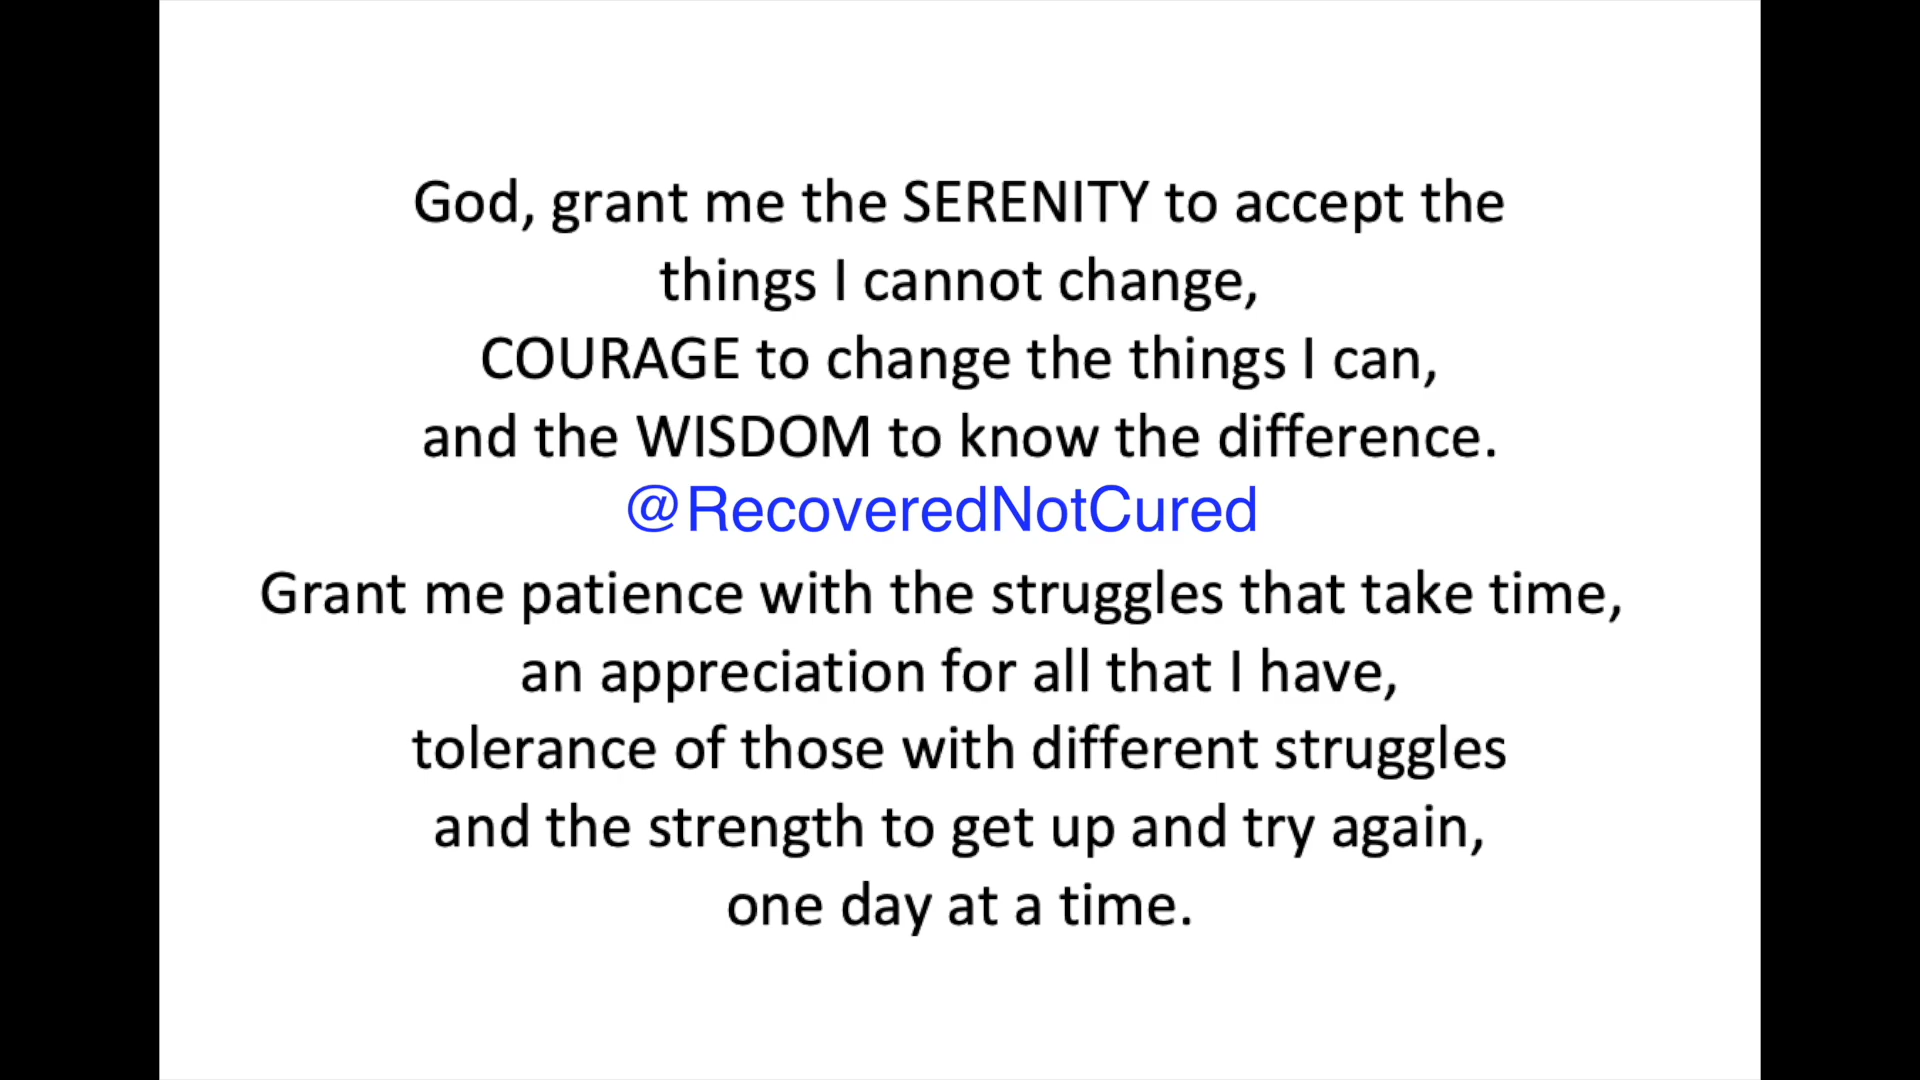 God, grant me the SERENITY to accept the
things I cannot change,
COURAGE to change the things I can,
and the WISDOM to know the difference.
@RecoveredNotCured
Grant me patience with the struggles that take time,
an appreciation for all that I have,
tolerance of those with different struggles
and the strength to get up and try again,
one day at a time.